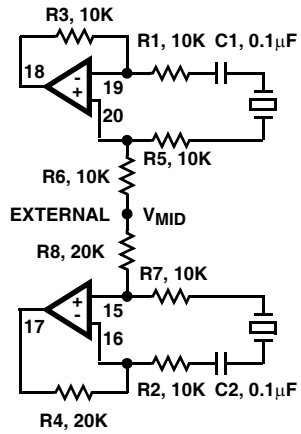 R3, 10K
R1, 10K C1, 0.1µF
18
-
+
19
20
R5, 10K
R6, 10K
EXTERNAL VMID
R8, 20K
R7, 10K
17
+
-
15
16
R2, 10K C2, 0.1µF
R4, 20K